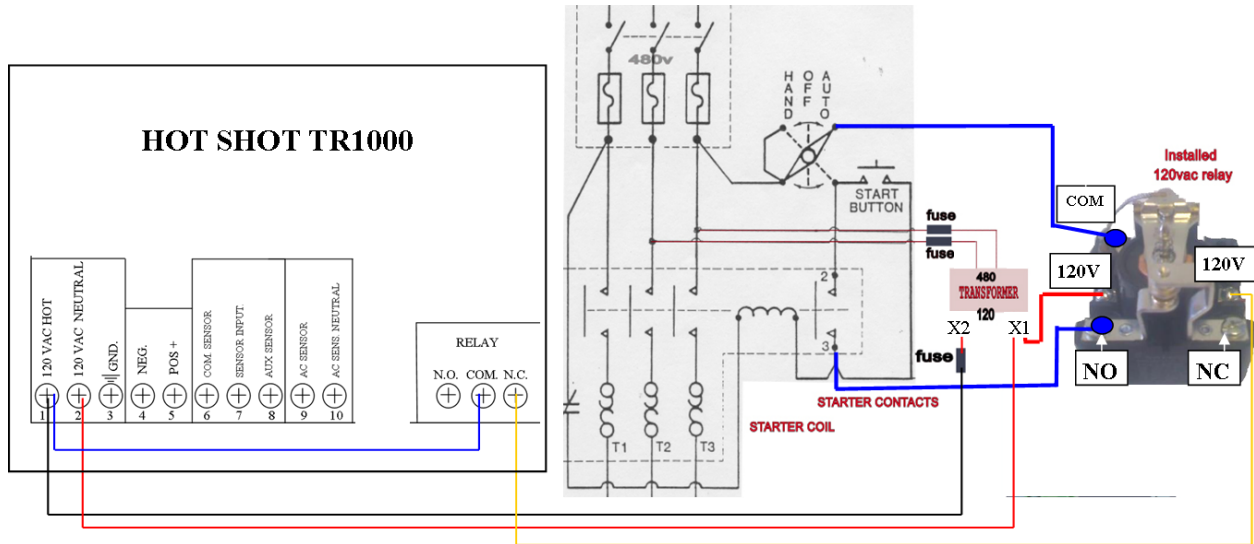 HOT SHOT TR1000
120 VAC HOT
120 VAC NEUTRAL
GND.
NEG.
POS +
COM. SENSOR
SENSOR INPUT.
AUX SENSOR
AC SENSOR
AC SENS. NEUTRAL
1
2
3
4
5
6
7
8
9
10
RELAY
N.O.
COM.
N.C.
480v
HAND
OFF
AUTO
START
BUTTON
fuse
fuse
2
3
480
TRANSFORMER
120
X2
X1
fuse
STARTER CONTACTS
STARTER COIL
T1
T2
T3
Installed
120vac relay
COM
120V
120V
NO
NC